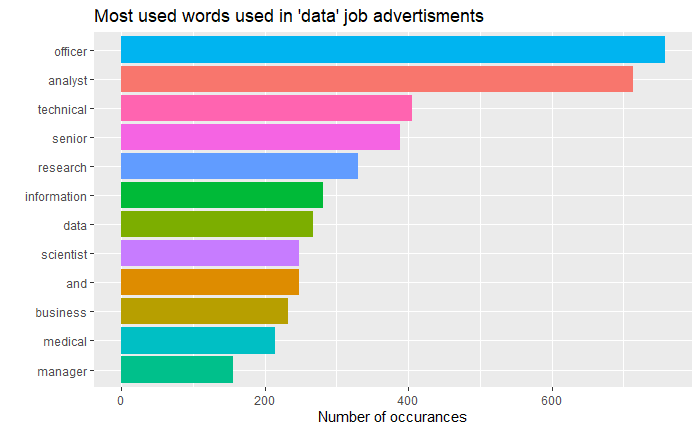 Most used words used in 'data' job advertisments
officer
analyst
technical
senior
research
information
data
scientist
and
business
medical
manager
0 200 400 600
Number of occurances